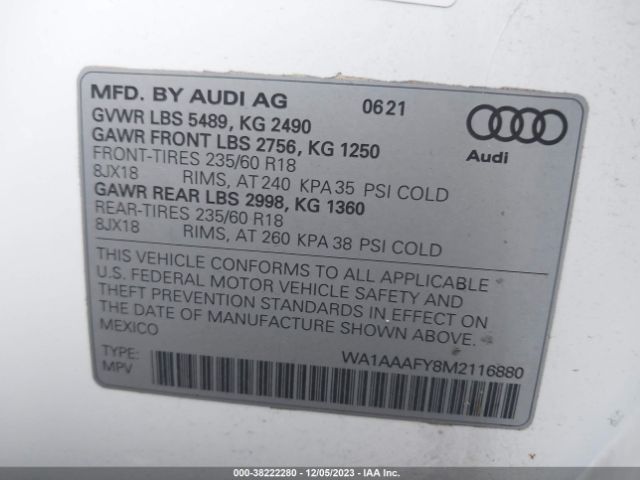 MFD. BY AUDI AG 0621
GVWR LBS 5489, KG 2490
GAWR FRONT LBS 2756, KG 1250
FRONT-TIRES 235/60 R18
8JX18 RIMS, AT 240 KPA 35 PSI COLD
GAWR REAR LBS 2998, KG 1360
REAR-TIRES 235/60 R18
8JX18 RIMS, AT 260 KPA 38 PSI COLD
Audi
THIS VEHICLE CONFORMS TO ALL APPLICABLE
U.S. FEDERAL MOTOR VEHICLE SAFETY AND
THEFT PREVENTION STANDARDS IN EFFECT ON
THE DATE OF MANUFACTURE SHOWN ABOVE.
MEXICO
TYPE: WA1AAAFY8M2116880
MPV
000-38222280 - 12/05/2023 - IAA Inc.